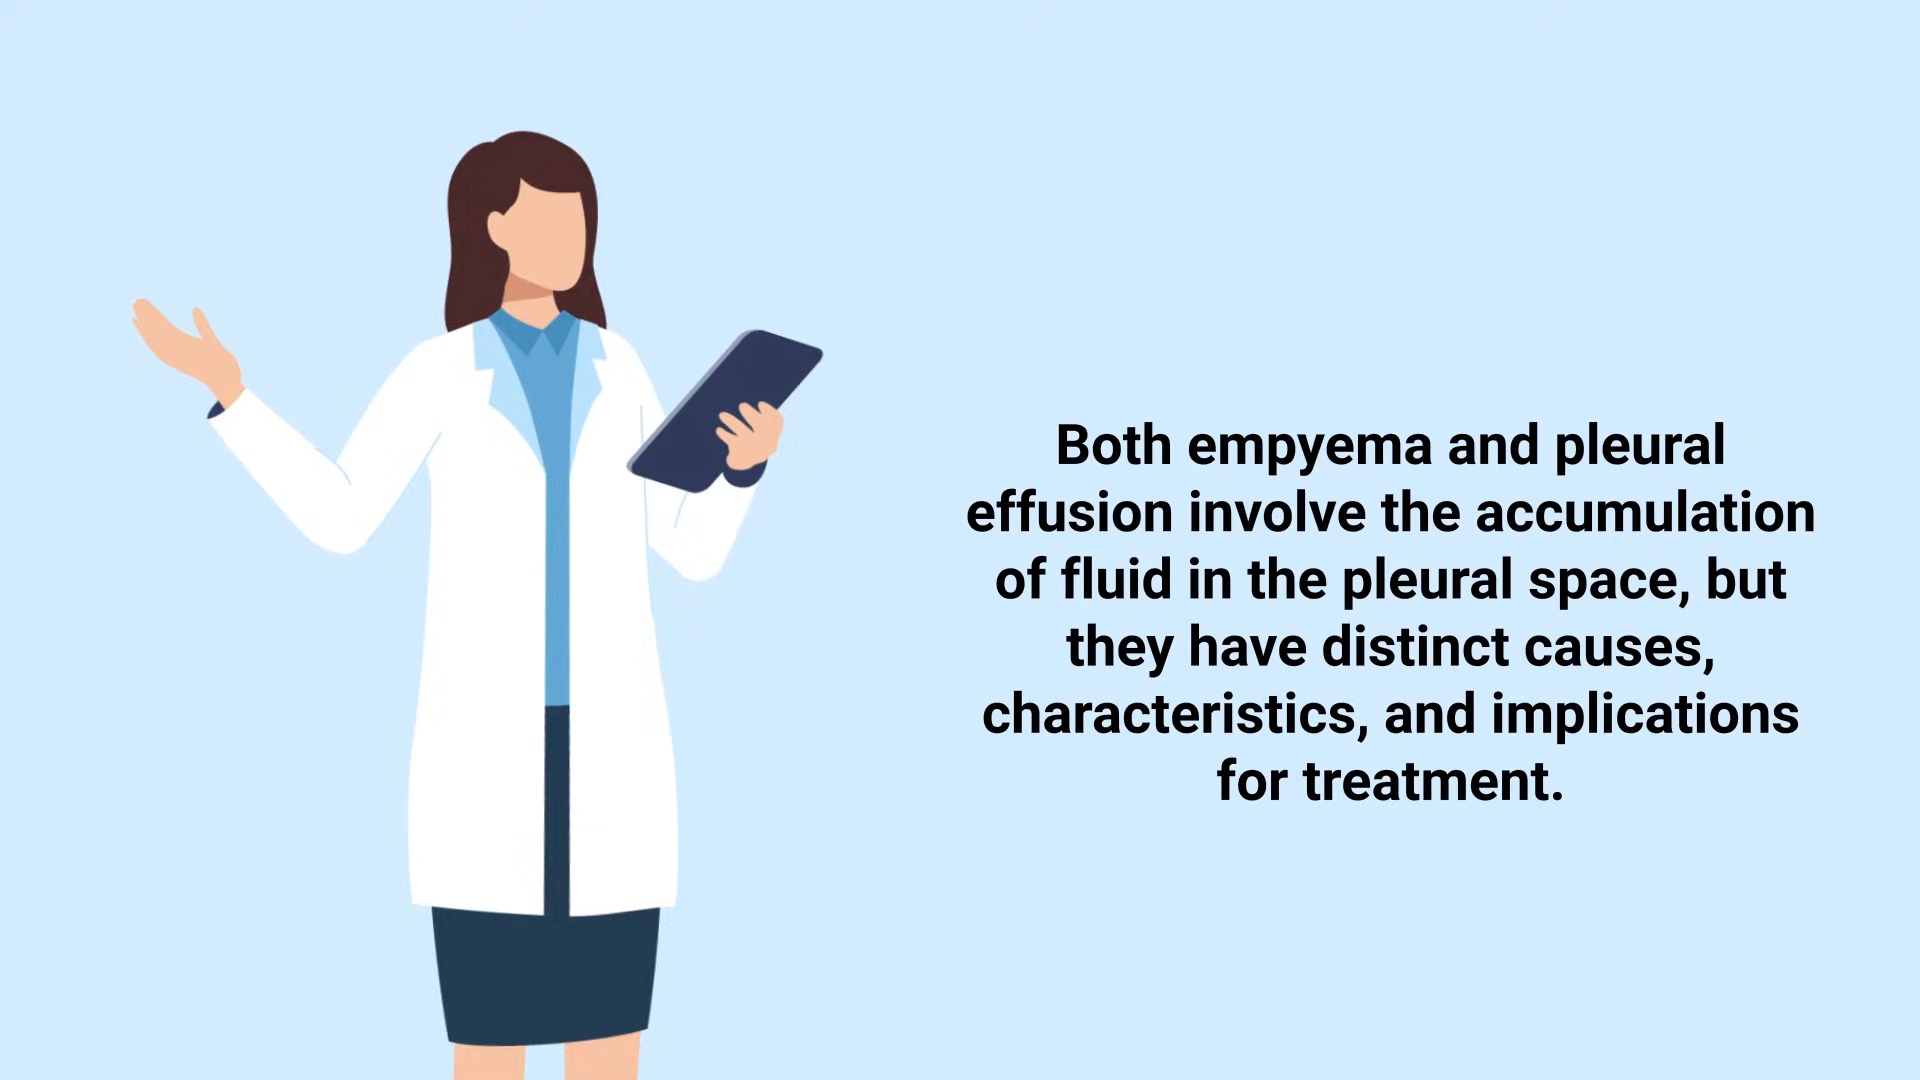 Both empyema and pleural
effusion involve the accumulation
of fluid in the pleural space, but
they have distinct causes,
characteristics, and implications
for treatment.